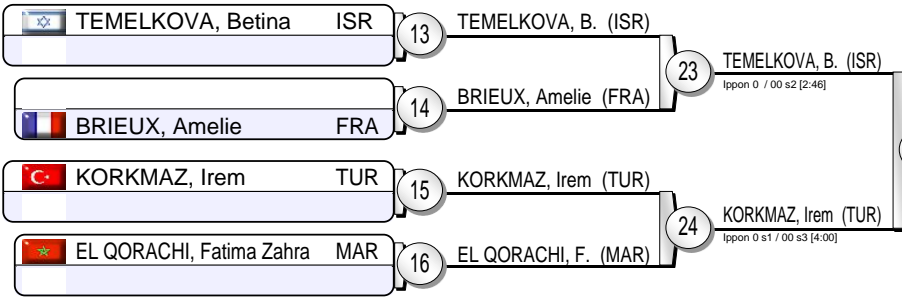 TEMELKOVA, Betina ISR
13
TEMELKOVA, B. (ISR)
23
TEMELKOVA, B. (ISR)
Ippon 0 / 00 s2 [2:46]
14
BRIEUX, Amelie (FRA)
BRIEUX, Amelie FRA
KORKMAZ, Irem TUR
15
KORKMAZ, Irem (TUR)
24
KORKMAZ, Irem (TUR)
Ippon 0 s1 / 00 s3 [4:00]
EL QORACHI, Fatima Zahra MAR
16
EL QORACHI, F. (MAR)